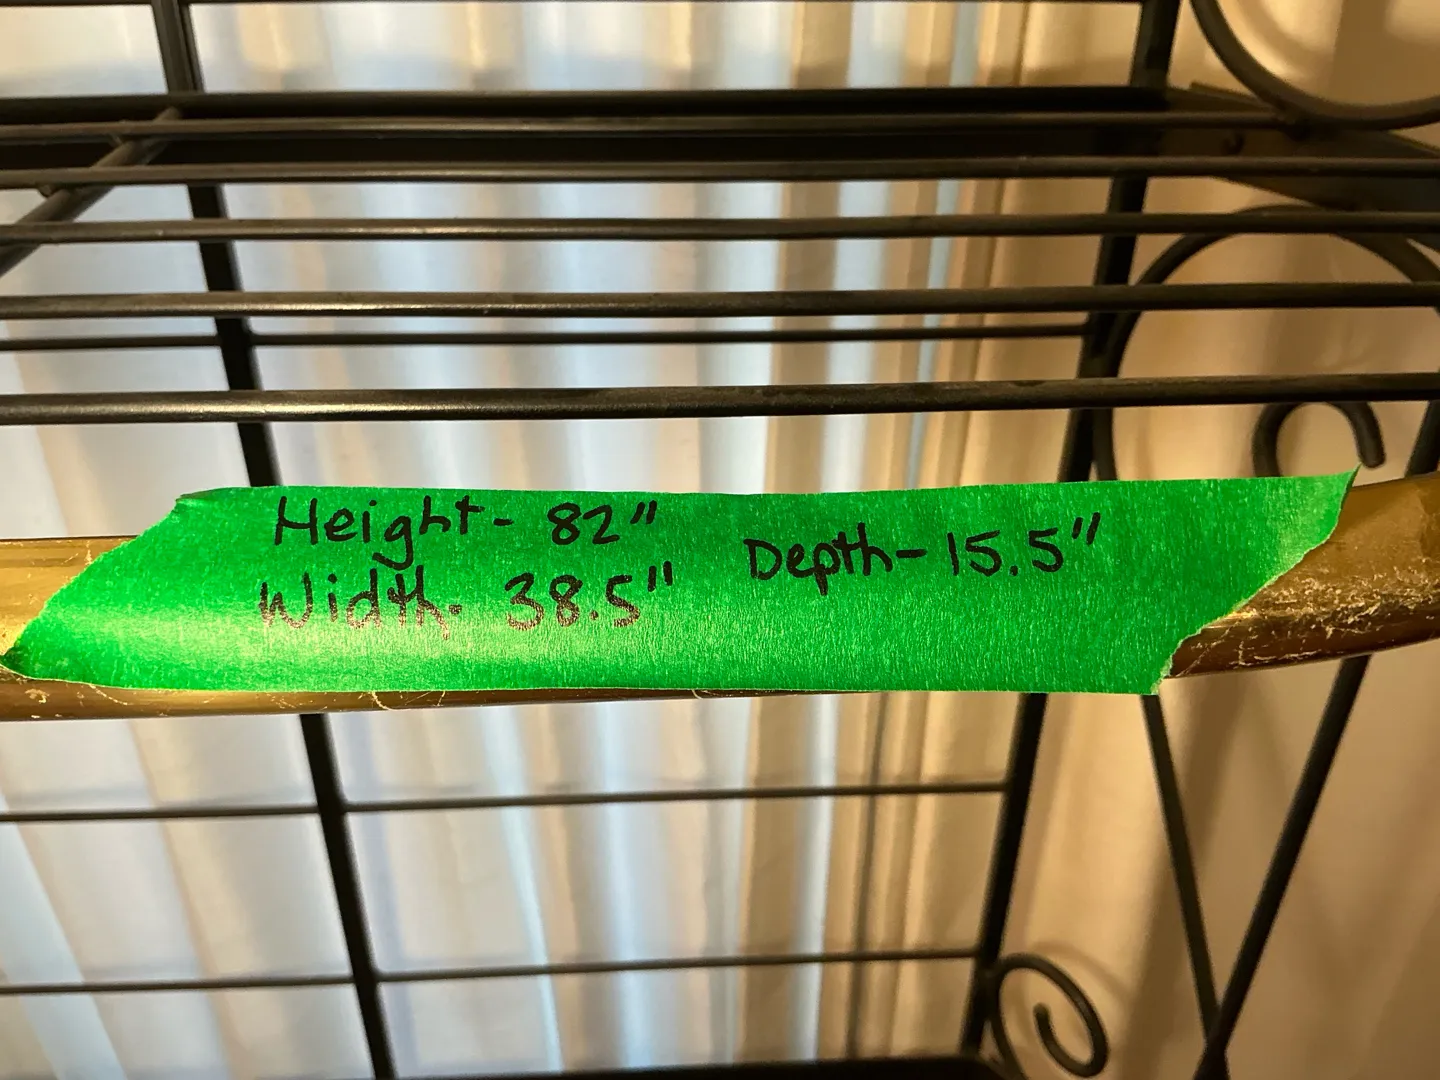 Height- 82"
Width- 38.5"
Depth- 15.5"